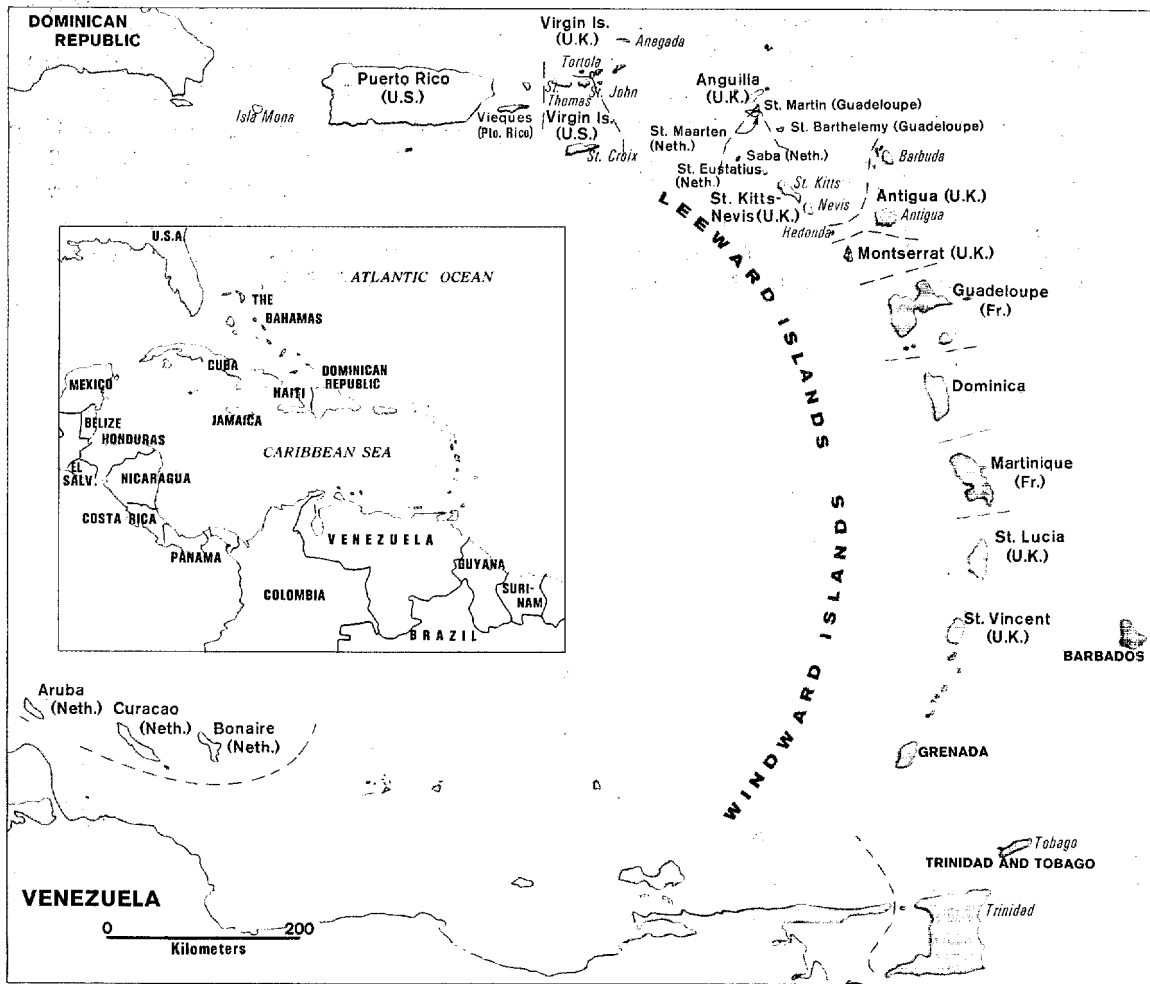 DOMINICAN
REPUBLIC
Virgin Is.
(U.K.)
Anegada
Tortola
Puerto Rico
(U.S.)
St.
Thomas
St. John
Anguilla
(U.K.)
St. Martin (Guadeloupe)
Isla Mona
Vieques
(Pto. Rico)
Virgin Is.
(U.S.)
St. Croix
St. Maarten
(Neth.)
St. Barthelemy (Guadeloupe)
Saba (Neth.)
Barbuda
St. Eustatius
(Neth.)
St. Kitts
St. Kitts-
Nevis (U.K.)
Nevis
Antigua (U.K.)
Antigua
Redonda
Montserrat (U.K.)
LEEWARD ISLANDS
Guadeloupe
(Fr.)
Dominica
Martinique
(Fr.)
WINDWARD ISLANDS
St. Lucia
(U.K.)
St. Vincent
(U.K.)
BARBADOS
GRENADA
Tobago
TRINIDAD AND TOBAGO
Trinidad
U.S.A
ATLANTIC OCEAN
THE
BAHAMAS
CUBA
DOMINICAN
REPUBLIC
MEXICO
HAITI
JAMAICA
BELIZE
HONDURAS
CARIBBEAN SEA
EL
SALV.
NICARAGUA
COSTA RICA
PANAMA
VENEZUELA
GUYANA
COLOMBIA
SURI-
NAM
BRAZIL
Aruba
(Neth.)
Curacao
(Neth.)
Bonaire
(Neth.)
VENEZUELA
0 200
Kilometers